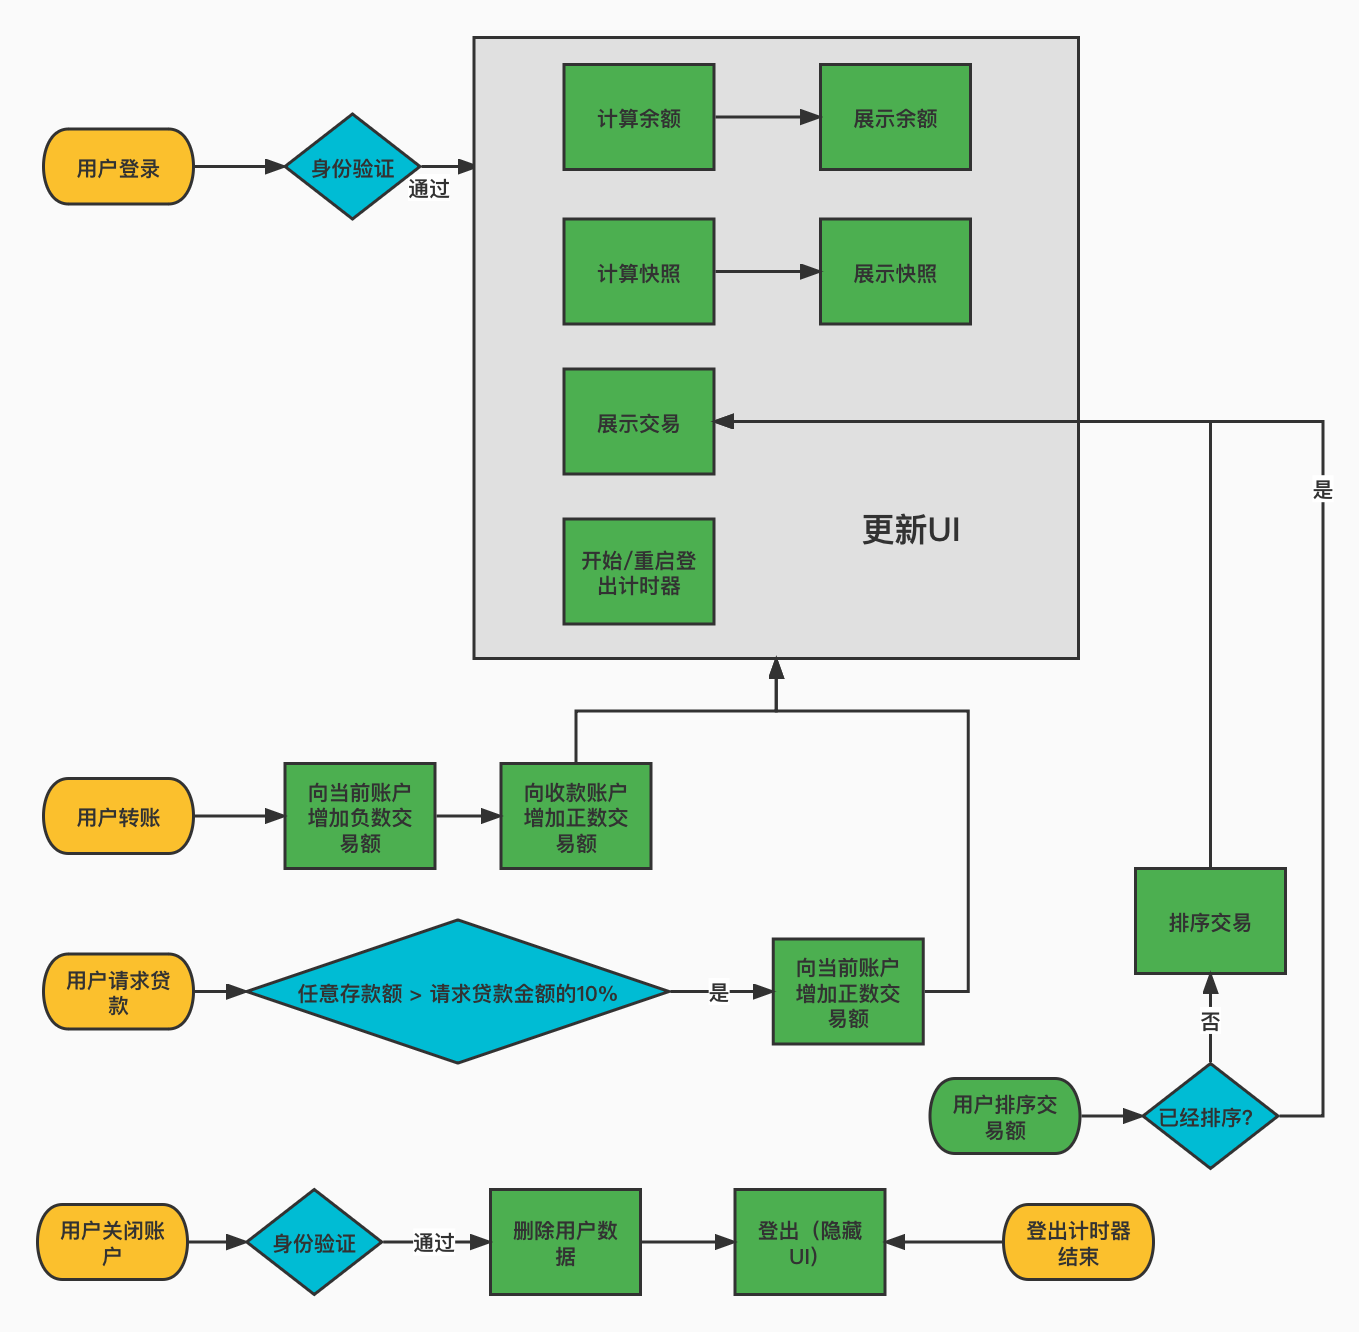 计算余额
展示余额
用户登录
身份验证
通过
计算快照
展示快照
展示交易
是
更新UI
开始/重启登
出计时器
用户转账
向当前账户
增加负数交
易额
向收款账户
增加正数交
易额
排序交易
用户请求贷
款
任意存款额 > 请求贷款金额的10%
是
向当前账户
增加正数交
易额
否
用户排序交
易额
已经排序?
用户关闭账
户
身份验证
通过
删除用户数
据
登出（隐藏
UI）
登出计时器
结束